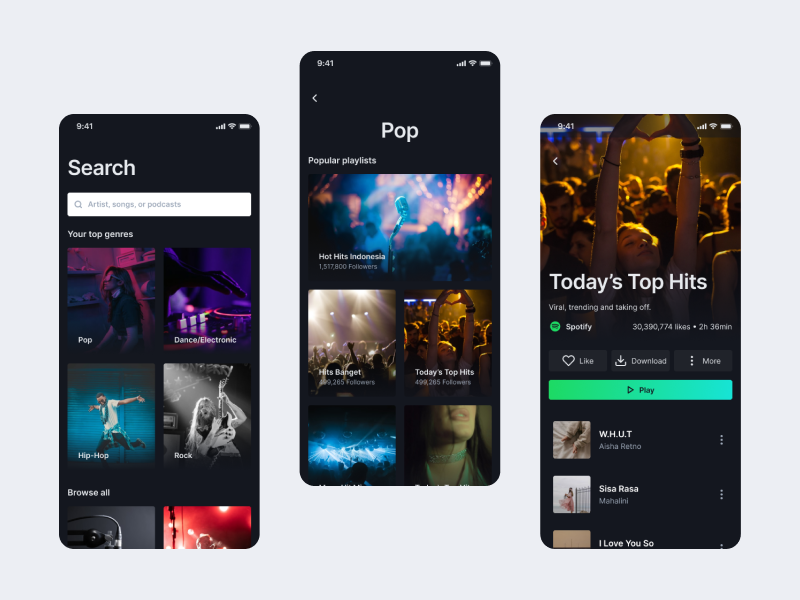 9:41
Search
Artist, songs, or podcasts
Your top genres
Pop
Dance/Electronic
Hip-Hop
Rock
Browse all
9:41
Pop
Popular playlists
Hot Hits Indonesia
1,517,800 Followers
Hits Banget
499,265 Followers
Today's Top Hits
499,265 Followers
9:41
Today's Top Hits
Viral, trending and taking off.
Spotify
30,390,774 likes • 2h 36min
Like
Download
More
Play
W.H.U.T
Aisha Retno
Sisa Rasa
Mahalini
I Love You So